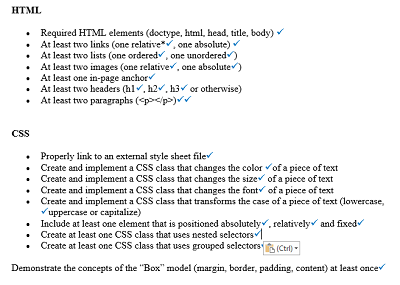 HTML
• Required HTML elements (doctype, html, head, title, body) ✓
• At least two links (one relative*✓, one absolute) ✓
• At least two lists (one ordered✓, one unordered✓)
• At least two images (one relative✓, one absolute✓)
• At least one in-page anchor✓
• At least two headers (h1✓, h2✓, h3✓ or otherwise)
• At least two paragraphs (<p></p>)✓✓
CSS
• Properly link to an external style sheet file✓
• Create and implement a CSS class that changes the color ✓of a piece of text
• Create and implement a CSS class that changes the size✓ of a piece of text
• Create and implement a CSS class that changes the font✓ of a piece of text
• Create and implement a CSS class that transforms the case of a piece of text (lowercase,
✓uppercase or capitalize)
• Include at least one element that is positioned absolutely✓, relatively✓ and fixed✓
• Create at least one CSS class that uses nested selectors✓
• Create at least one CSS class that uses grouped selectors✓ (Ctrl)
Demonstrate the concepts of the “Box” model (margin, border, padding, content) at least once✓